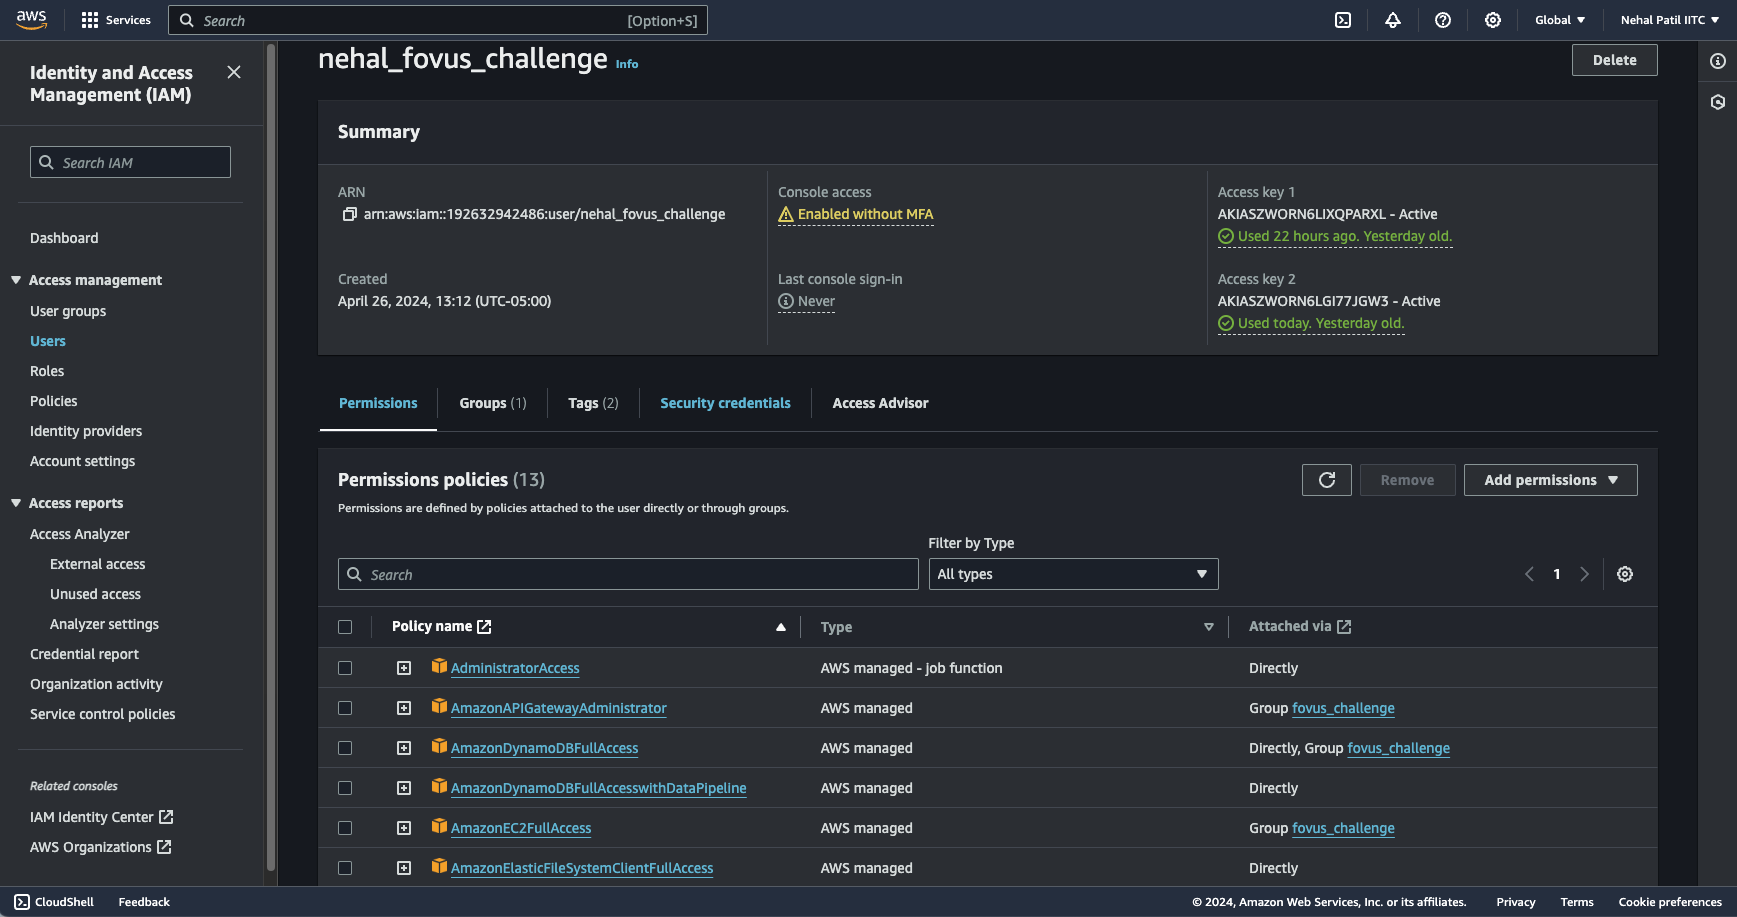 aws
Services
Search
[Option+S]
Global
Nehal Patil IITC
Identity and Access
Management (IAM)
Search IAM
Dashboard
Access management
User groups
Users
Roles
Policies
Identity providers
Account settings
Access reports
Access Analyzer
External access
Unused access
Analyzer settings
Credential report
Organization activity
Service control policies
Related consoles
IAM Identity Center
AWS Organizations
nehal_fovus_challenge Info
Delete
Summary
ARN
arn:aws:iam::192632942486:user/nehal_fovus_challenge
Console access
Enabled without MFA
Access key 1
AKIASZWORN6LIXQPARXL - Active
Used 22 hours ago. Yesterday old.
Created
April 26, 2024, 13:12 (UTC-05:00)
Last console sign-in
Never
Access key 2
AKIASZWORN6LGI77JGW3 - Active
Used today. Yesterday old.
Permissions
Groups (1)
Tags (2)
Security credentials
Access Advisor
Permissions policies (13)
Permissions are defined by policies attached to the user directly or through groups.
Remove
Add permissions
Search
Filter by Type
All types
1
Policy name
Type
Attached via
AdministratorAccess AWS managed - job function Directly
AmazonAPIGatewayAdministrator AWS managed Group fovus_challenge
AmazonDynamoDBFullAccess AWS managed Directly, Group fovus_challenge
AmazonDynamoDBFullAccesswithDataPipeline AWS managed Directly
AmazonEC2FullAccess AWS managed Group fovus_challenge
AmazonElasticFileSystemClientFullAccess AWS managed Directly
CloudShell
Feedback
© 2024, Amazon Web Services, Inc. or its affiliates.
Privacy
Terms
Cookie preferences